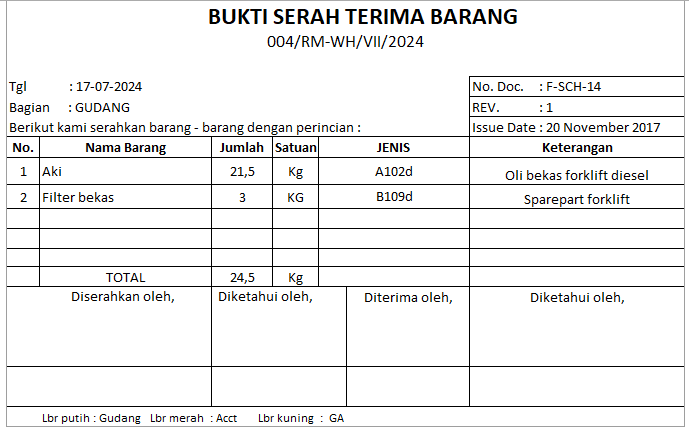 BUKTI SERAH TERIMA BARANG
004/RM-WH/VII/2024
Tgl : 17-07-2024 No. Doc. : F-SCH-14
Bagian : GUDANG REV. : 1
Berikut kami serahkan barang - barang dengan perincian : Issue Date : 20 November 2017
No. Nama Barang Jumlah Satuan JENIS Keterangan
1 Aki 21,5 Kg A102d Oli bekas forklift diesel
2 Filter bekas 3 KG B109d Sparepart forklift
TOTAL 24,5 Kg
Diserahkan oleh, Diketahui oleh, Diterima oleh, Diketahui oleh,
Lbr putih : Gudang Lbr merah : Acct Lbr kuning : GA